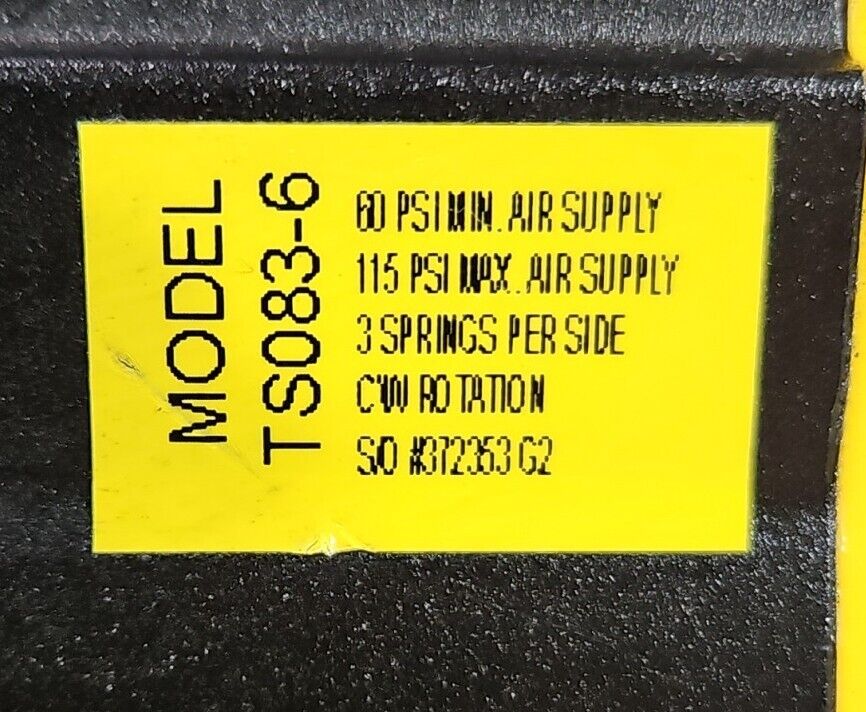 MODEL
TS083-6
60 PSI MIN. AIR SUPPLY
115 PSI MAX. AIR SUPPLY
3 SPRINGS PER SIDE
CW ROTATION
S/O #372353 G2